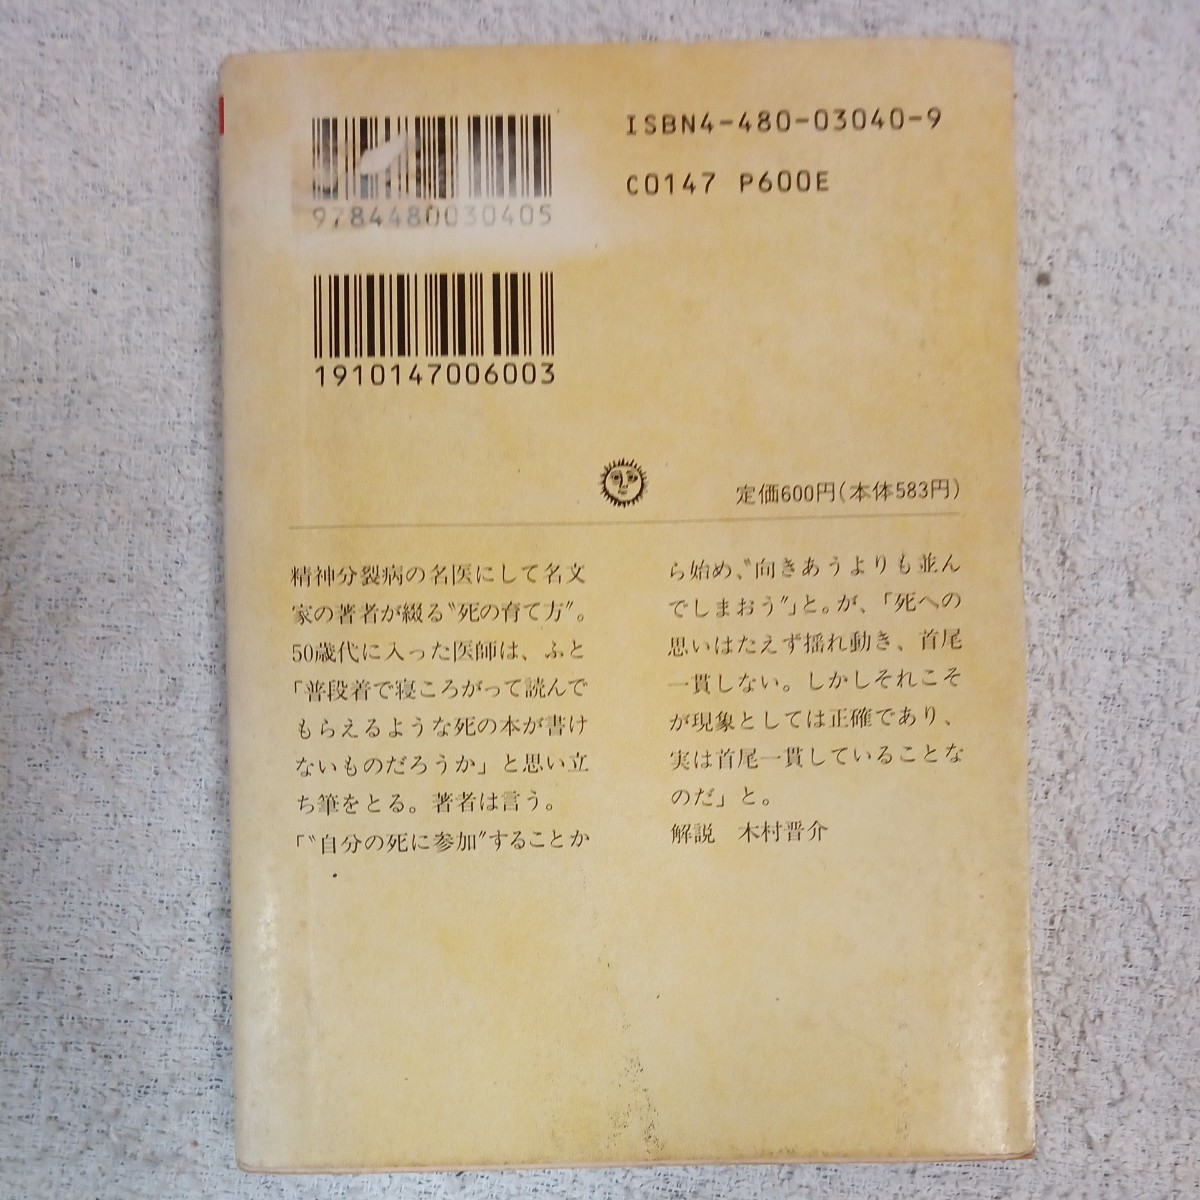 ISBN4-480-03040-9
C0147 P600E
9784480030405
1910147006003
定価600円(本体583円)
精神分裂病の名医にして名文
家の著者が綴る〝死の育て方〟。
50歳代に入った医師は、ふと
「普段着で寝ころがって読んで
もらえるような死の本が書け
ないものだろうか」と思い立
ち筆をとる。著者は言う。
「〝自分の死に参加〟することか
ら始め、〝向きあうよりも並ん
でしまおう〟」と。が、「死への
思いはたえず揺れ動き、首尾
一貫しない。しかしそれこそ
が現象としては正確であり、
実は首尾一貫していることな
のだ」と。
解説 木村晋介